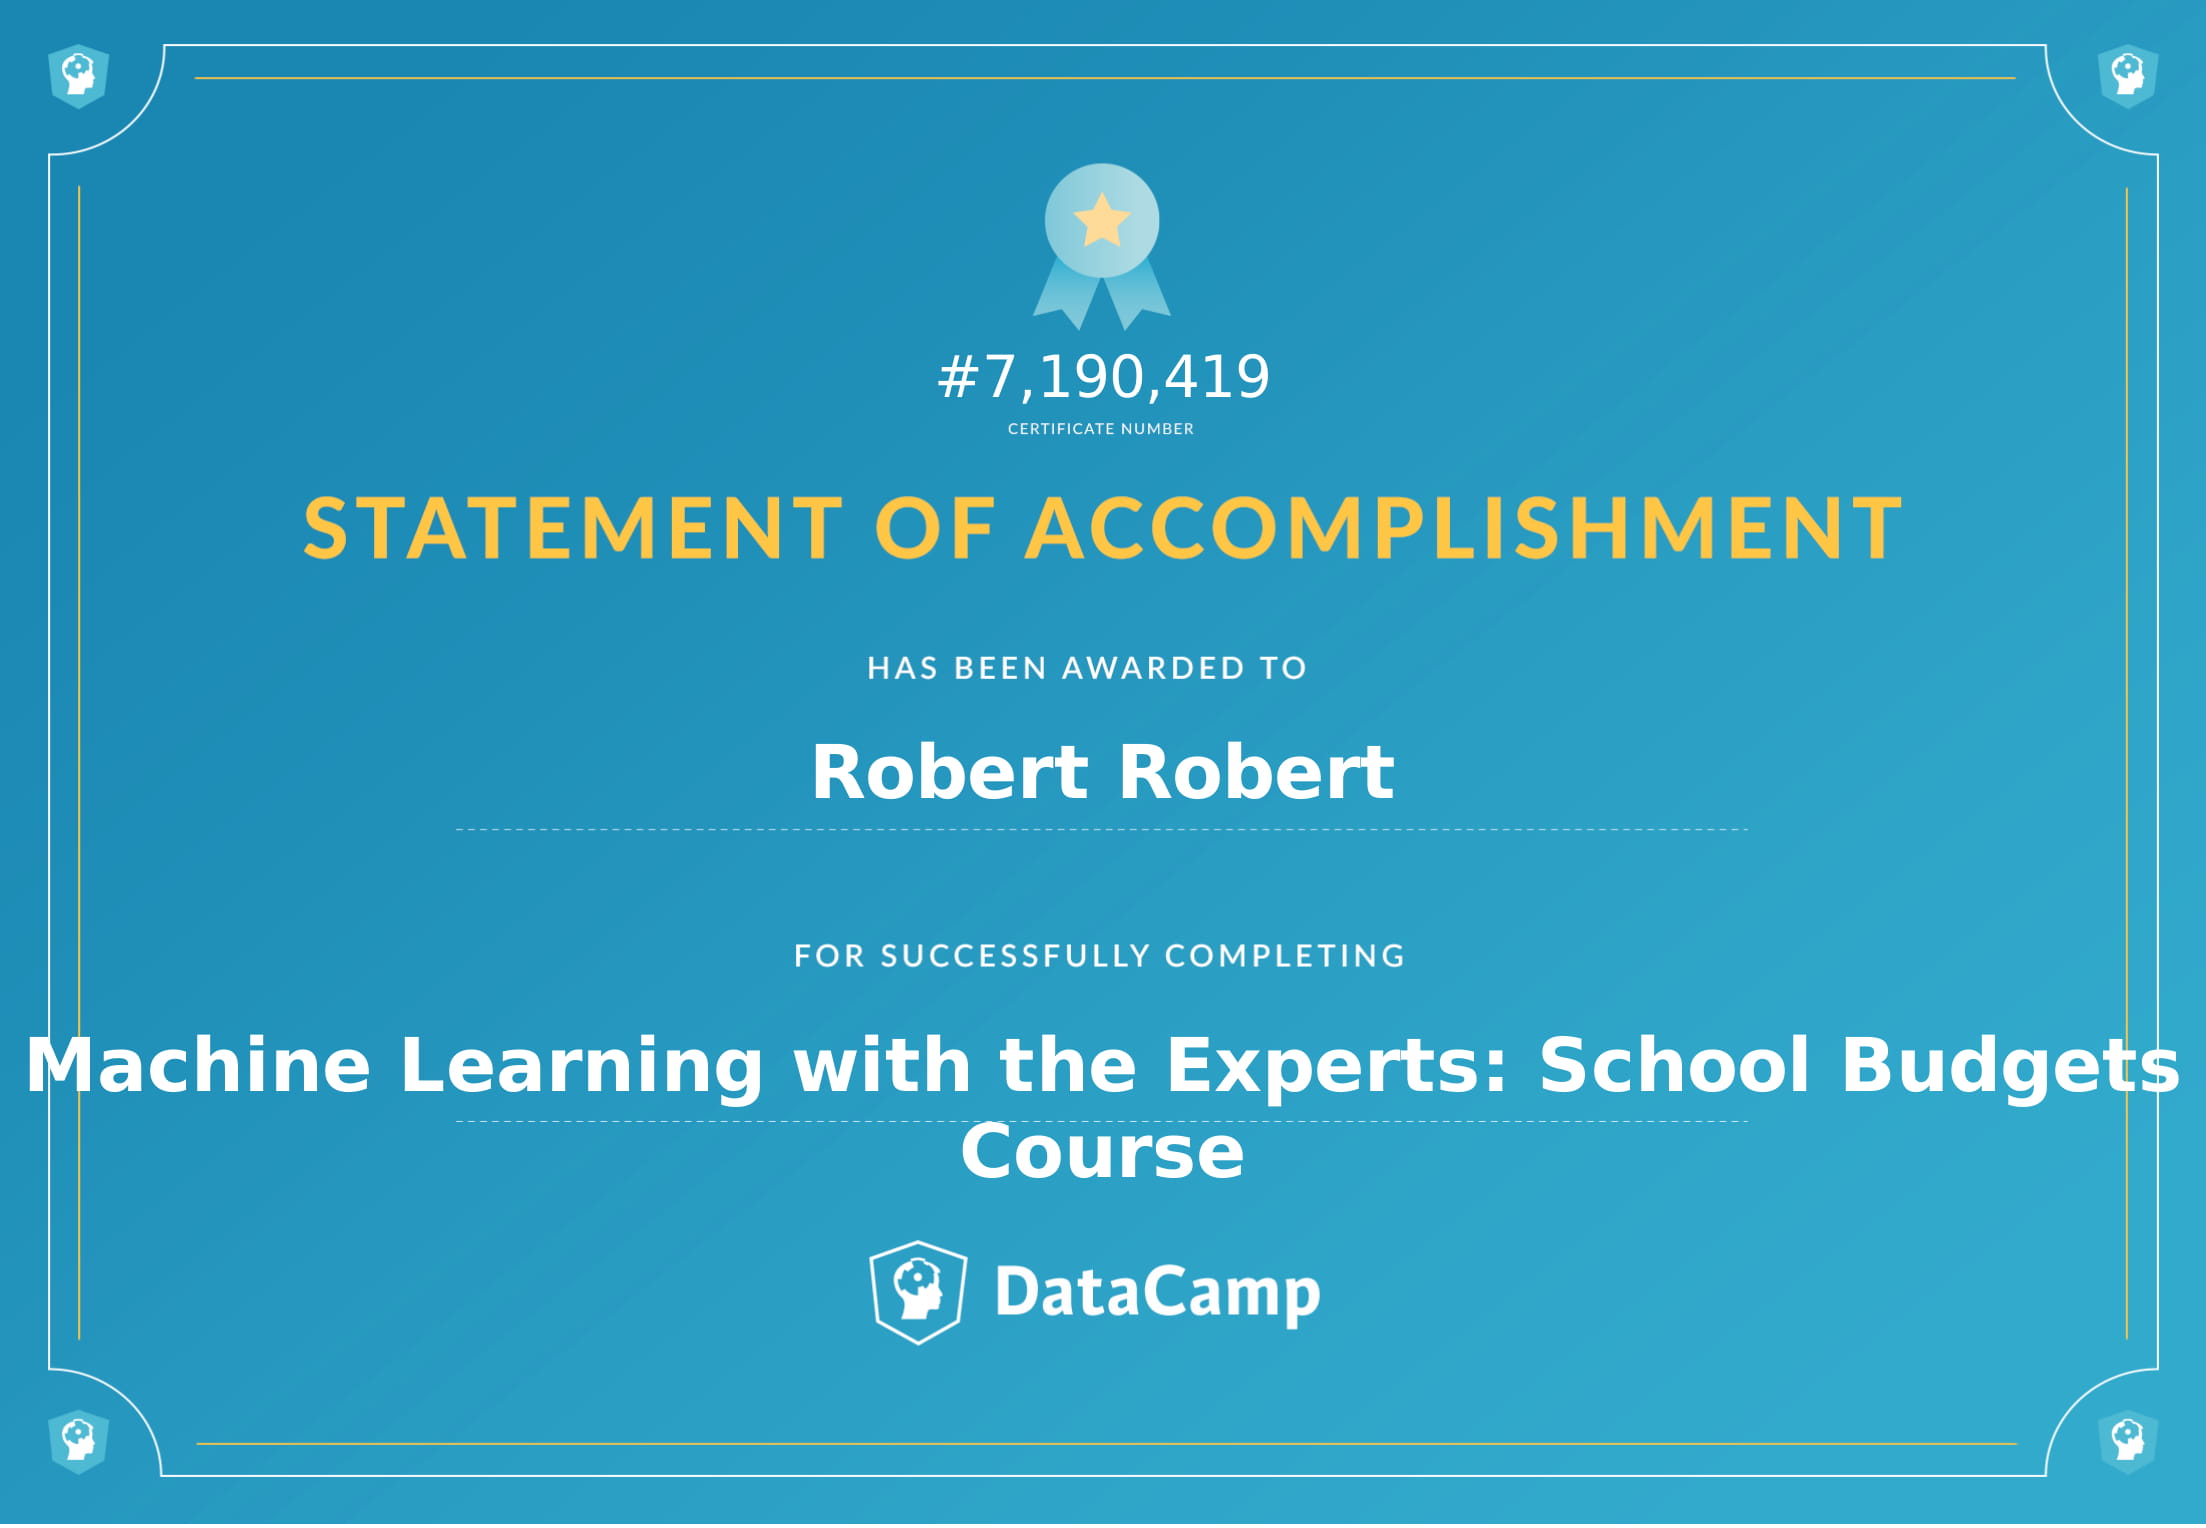 #7,190,419
CERTIFICATE NUMBER
STATEMENT OF ACCOMPLISHMENT
HAS BEEN AWARDED TO
Robert Robert
FOR SUCCESSFULLY COMPLETING
Machine Learning with the Experts: School Budgets
Course
DataCamp